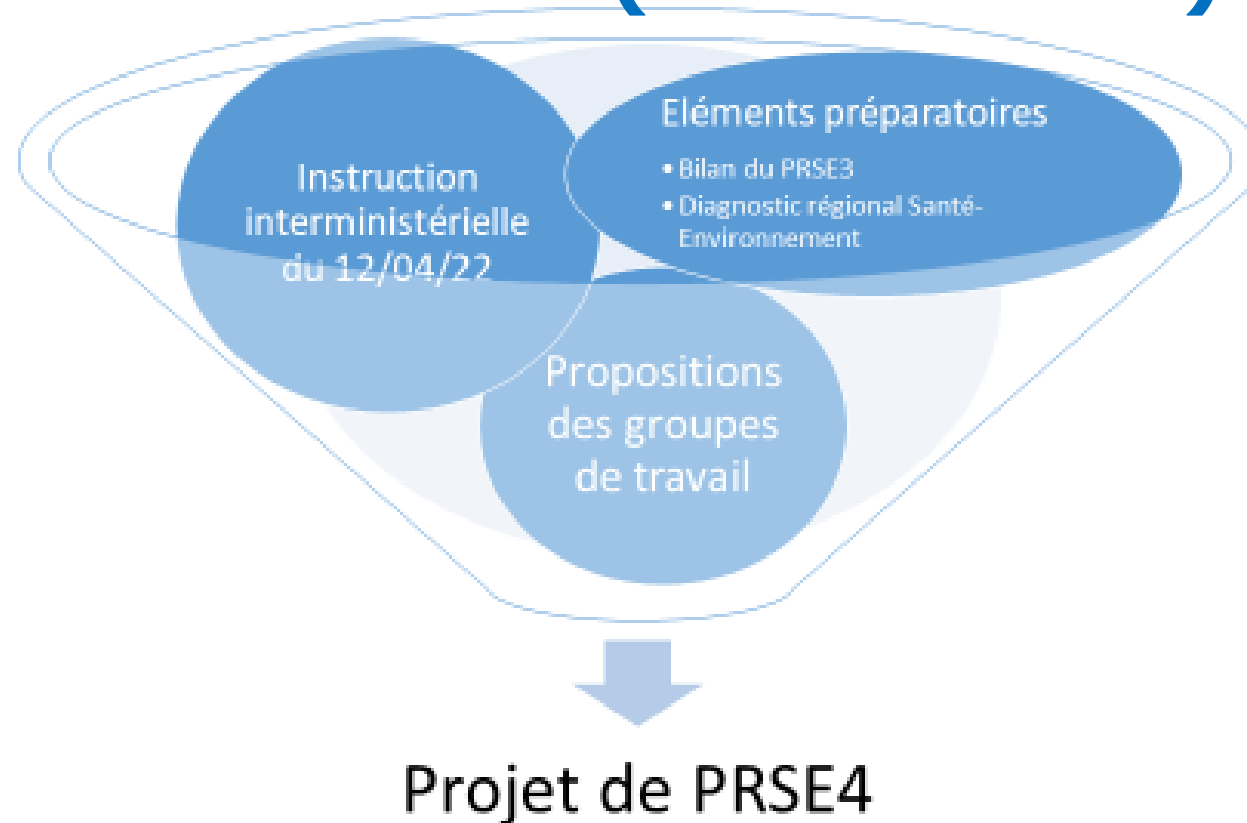 Instruction
interministérielle
du 12/04/22
Eléments préparatoires
• Bilan du PRSE3
• Diagnostic régional Santé-
Environnement
Propositions
des groupes
de travail
Projet de PRSE4